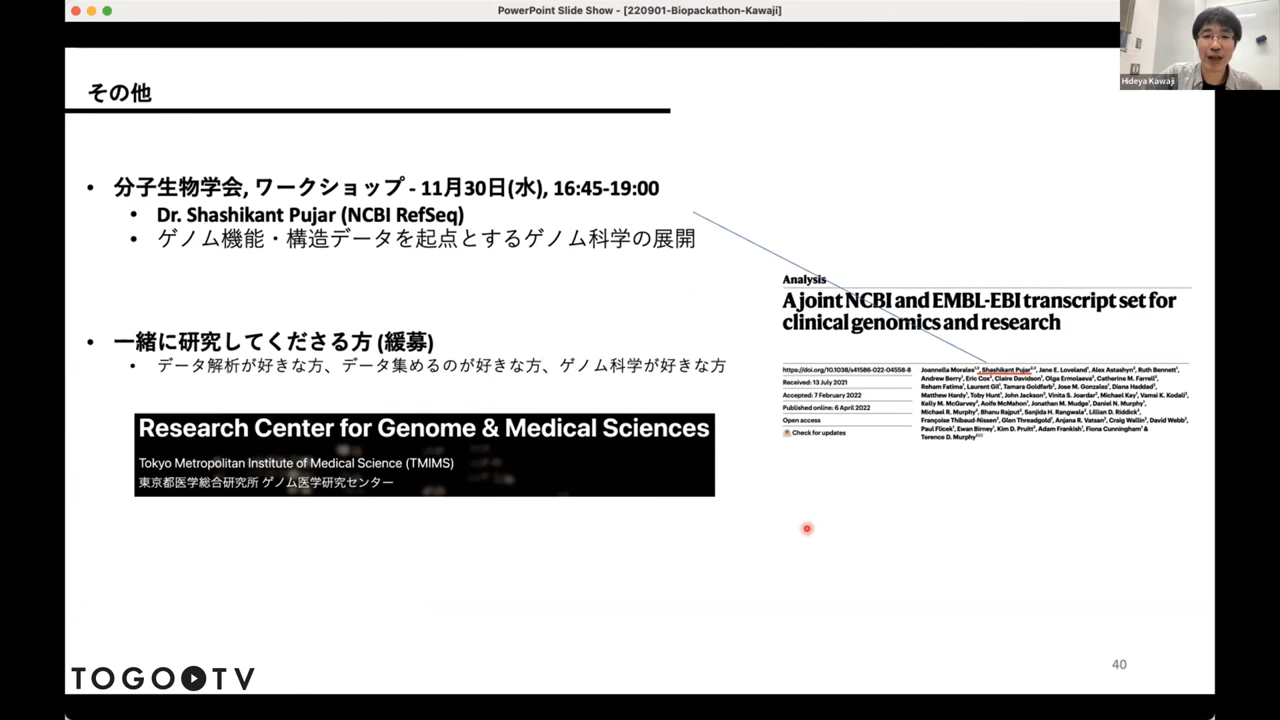 PowerPoint Slide Show - [220901-Biopackathon-Kawaji]
Hideya Kawaji
その他
• 分子生物学会, ワークショップ - 11月30日(水), 16:45-19:00
• Dr. Shashikant Pujar (NCBI RefSeq)
• ゲノム機能・構造データを起点とするゲノム科学の展開
• 一緒に研究してくださる方 (緩募)
• データ解析が好きな方、データ集めるのが好きな方、ゲノム科学が好きな方
Research Center for Genome & Medical Sciences
Tokyo Metropolitan Institute of Medical Science (TMIMS)
東京都医学総合研究所 ゲノム医学研究センター
Analysis
A joint NCBI and EMBL-EBI transcript set for
clinical genomics and research
https://doi.org/10.1038/s41586-022-04558-8
Received: 13 July 2021
Accepted: 7 February 2022
Published online: 6 April 2022
Open access
Check for updates
Joannella Morales, Shashikant Pujar, Jane E. Loveland, Alex Astashyn, Ruth Bennett,
Andrew Berry, Eric Cox, Claire Davidson, Olga Ermolaeva, Catherine M. Farrell,
Reham Fatima, Laurent Gil, Tamara Goldfarb, Jose M. Gonzalez, Diana Haddad,
Matthew Hardy, Toby Hunt, John Jackson, Vinita S. Joardar, Michael Kay, Vamsi K. Kodali,
Kelly M. McGarvey, Aoife McMahon, Jonathan M. Mudge, Daniel N. Murphy,
Michael R. Murphy, Bhanu Rajput, Sanjida H. Rangwala, Lillian D. Riddick,
Françoise Thibaud-Nissen, Glen Threadgold, Anjana R. Vatsan, Craig Wallin, David Webb,
Paul Flicek, Ewan Birney, Kim D. Pruitt, Adam Frankish, Fiona Cunningham &
Terence D. Murphy
40
TOGO TV